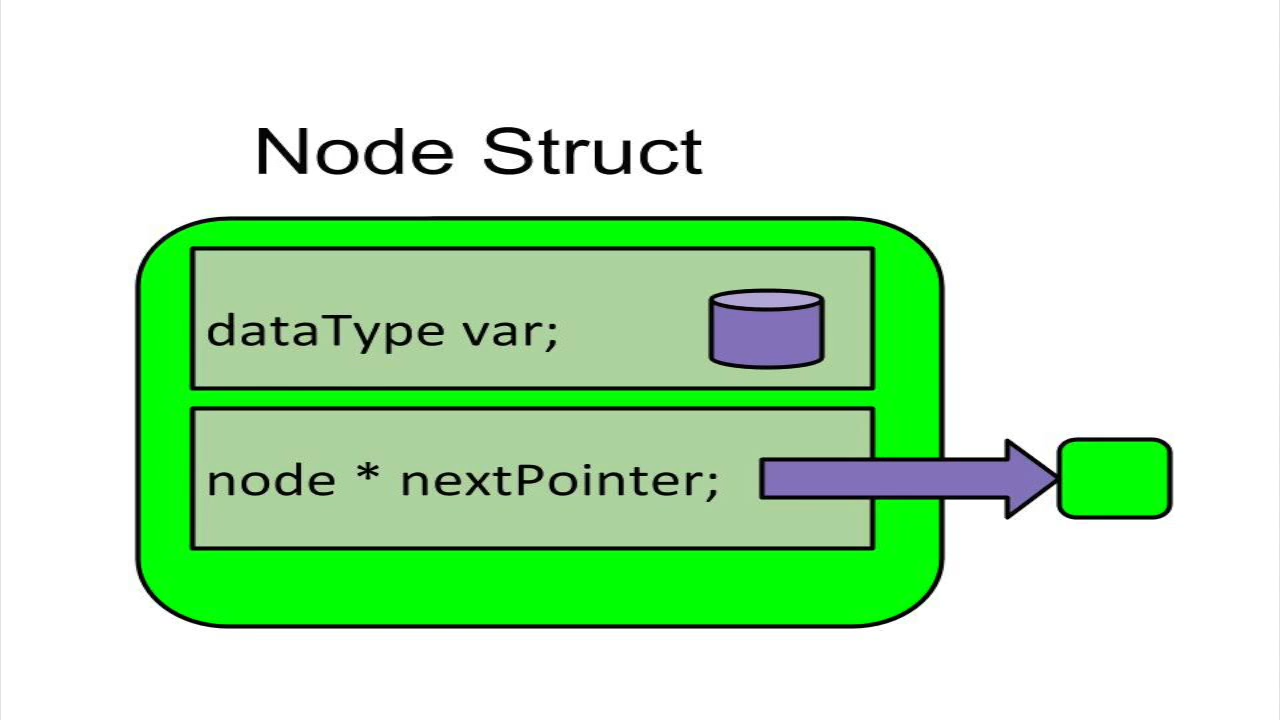 Node Struct
dataType var;
node * nextPointer;